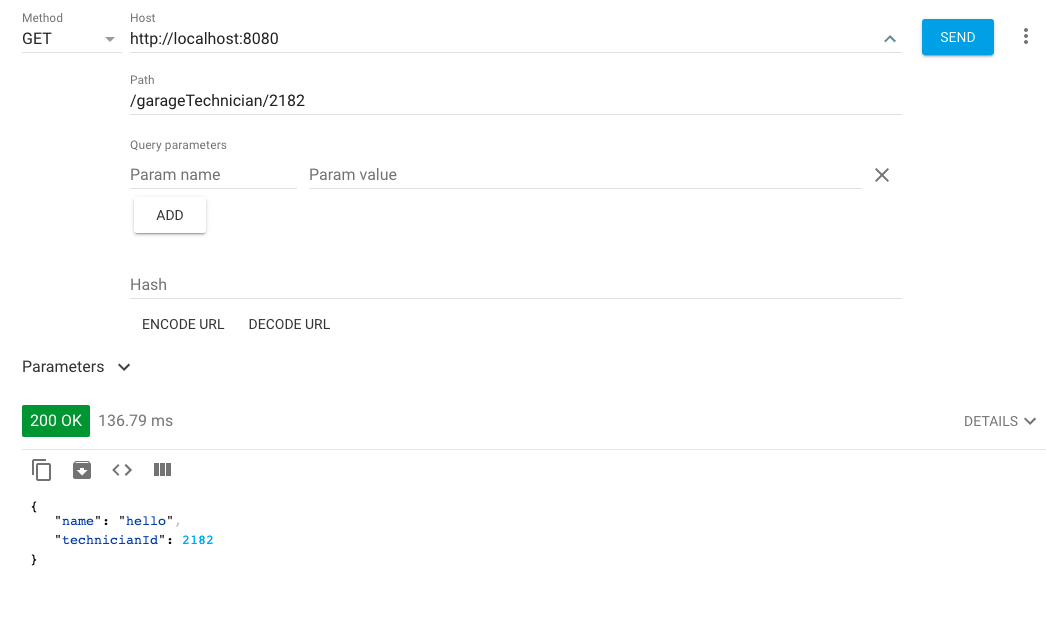 Method Host
GET http://localhost:8080 SEND
Path
/garageTechnician/2182
Query parameters
Param name Param value
ADD
Hash
ENCODE URL DECODE URL
Parameters
200 OK 136.79 ms DETAILS
{
"name": "hello",
"technicianId": 2182
}